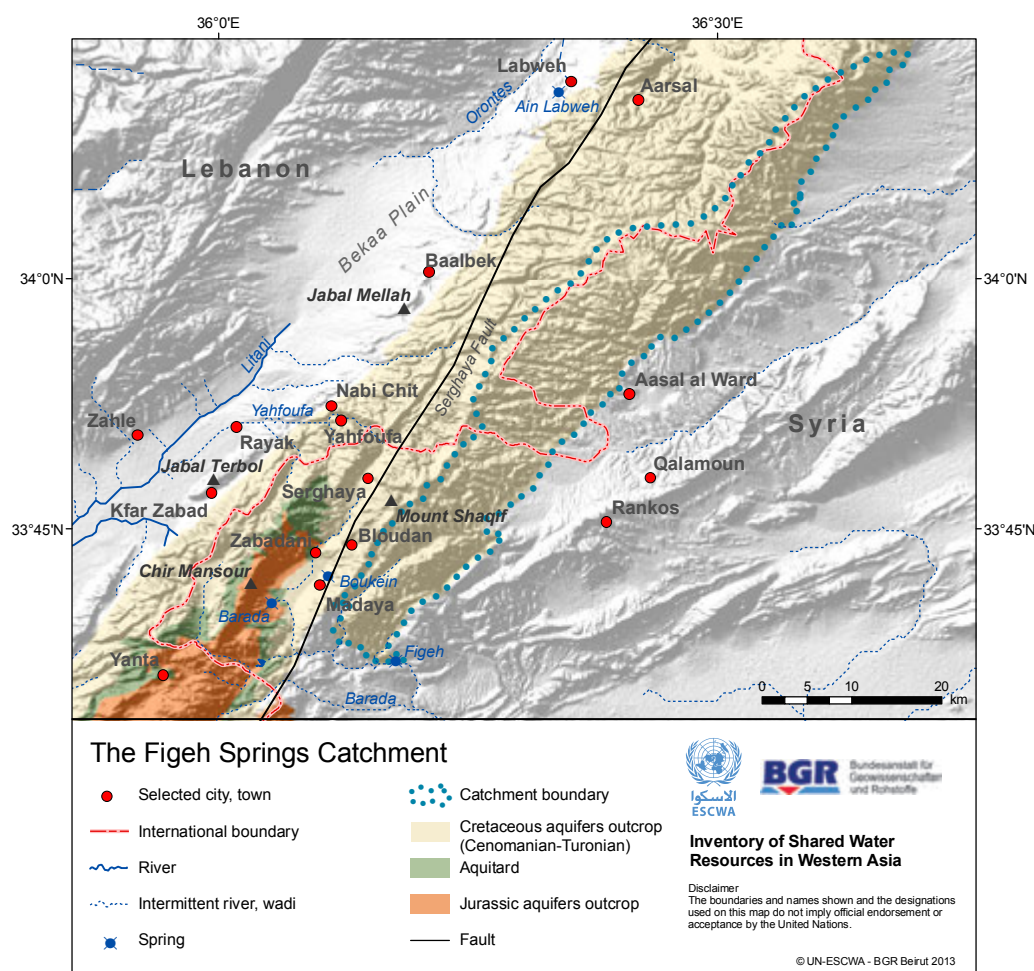 36°0'E
36°30'E
Labweh
Aarsal
Ain Labweh
Orontes
Lebanon
Bekaa Plain
Baalbek
34°0'N
34°0'N
Jabal Mellah
Litani
Serghaya Fault
Aasal al Ward
Nabi Chit
Zahle
Yahfoufa
Syria
Rayak
Yahfoufa
Jabal Terbol
Qalamoun
Serghaya
Kfar Zabad
Mount Shaqif
Rankos
33°45'N
33°45'N
Zabadani
Bloudan
Chir Mansour
Boukein
Madaya
Barada
Figeh
Yanta
Barada
0 5 10 20
km
The Figeh Springs Catchment
Selected city, town
International boundary
River
Intermittent river, wadi
Spring
Catchment boundary
Cretaceous aquifers outcrop
(Cenomanian-Turonian)
Aquitard
Jurassic aquifers outcrop
Fault
الاسكوا
ESCWA
BGR
Bundesanstalt für
Geowissenschaften
und Rohstoffe
Inventory of Shared Water
Resources in Western Asia
Disclaimer
The boundaries and names shown and the designations
used on this map do not imply official endorsement or
acceptance by the United Nations.
© UN-ESCWA - BGR Beirut 2013